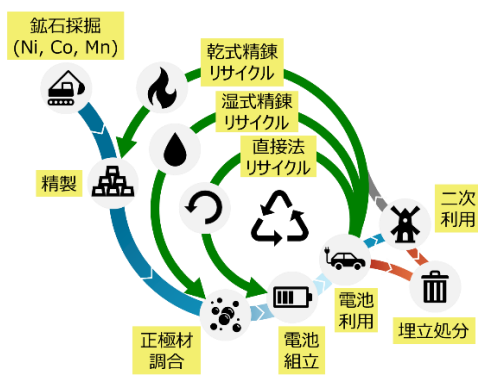 鉱石採掘
(Ni, Co, Mn)
乾式精錬
リサイクル
湿式精錬
リサイクル
直接法
リサイクル
精製
二次
利用
正極材
調合
電池
組立
電池
利用
埋立処分